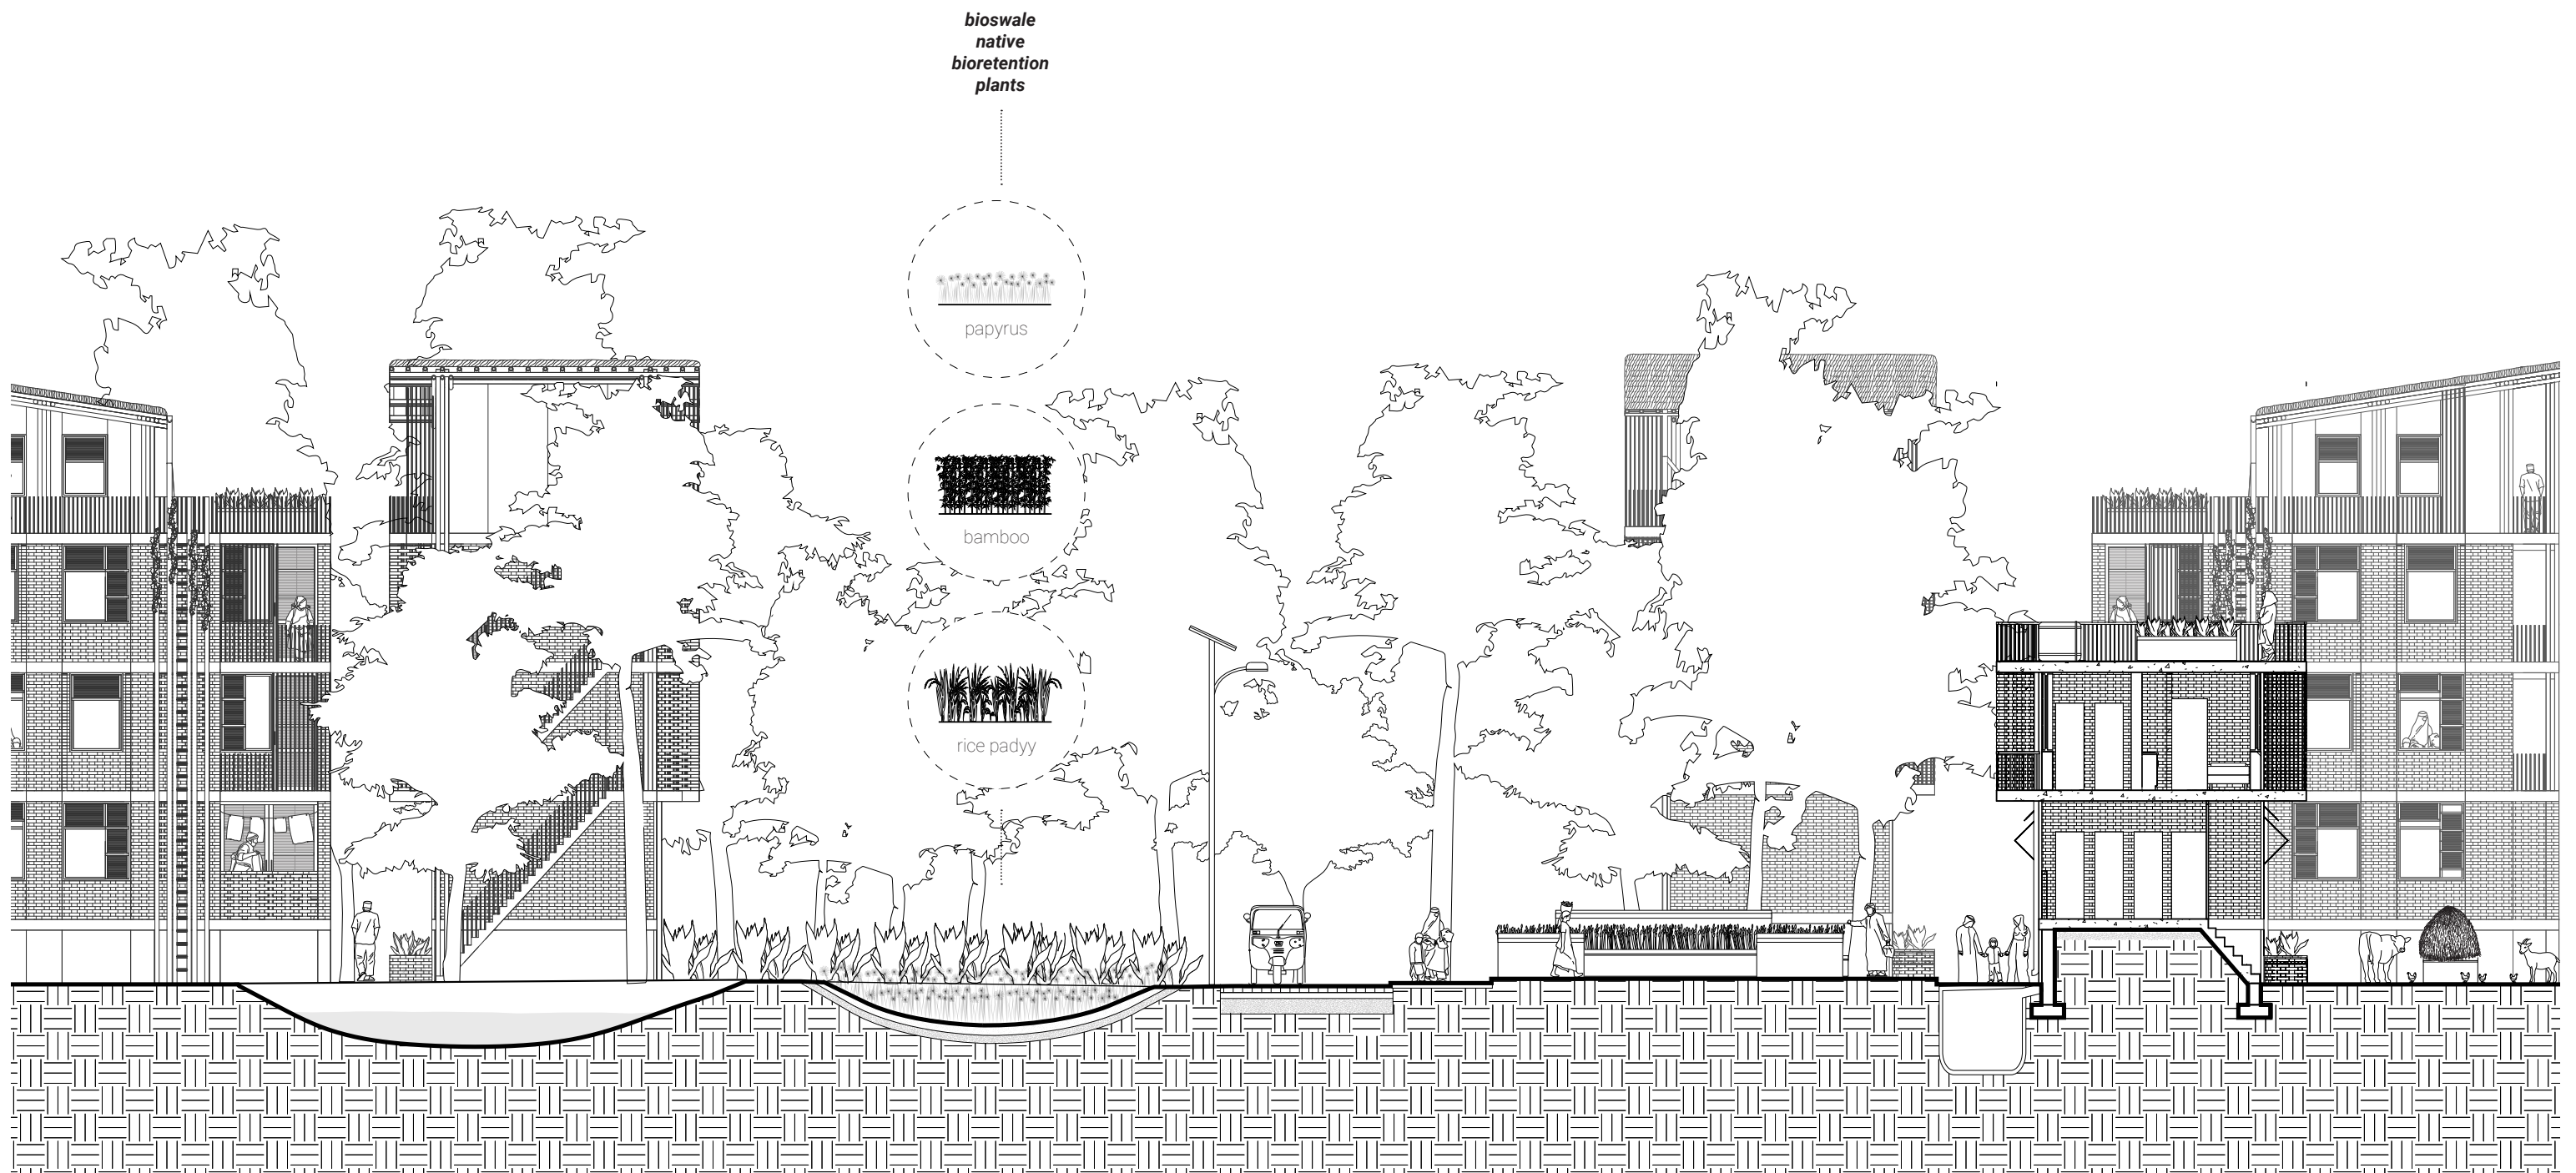 bioswale
native
bioretention
plants
papyrus
bamboo
rice padyy